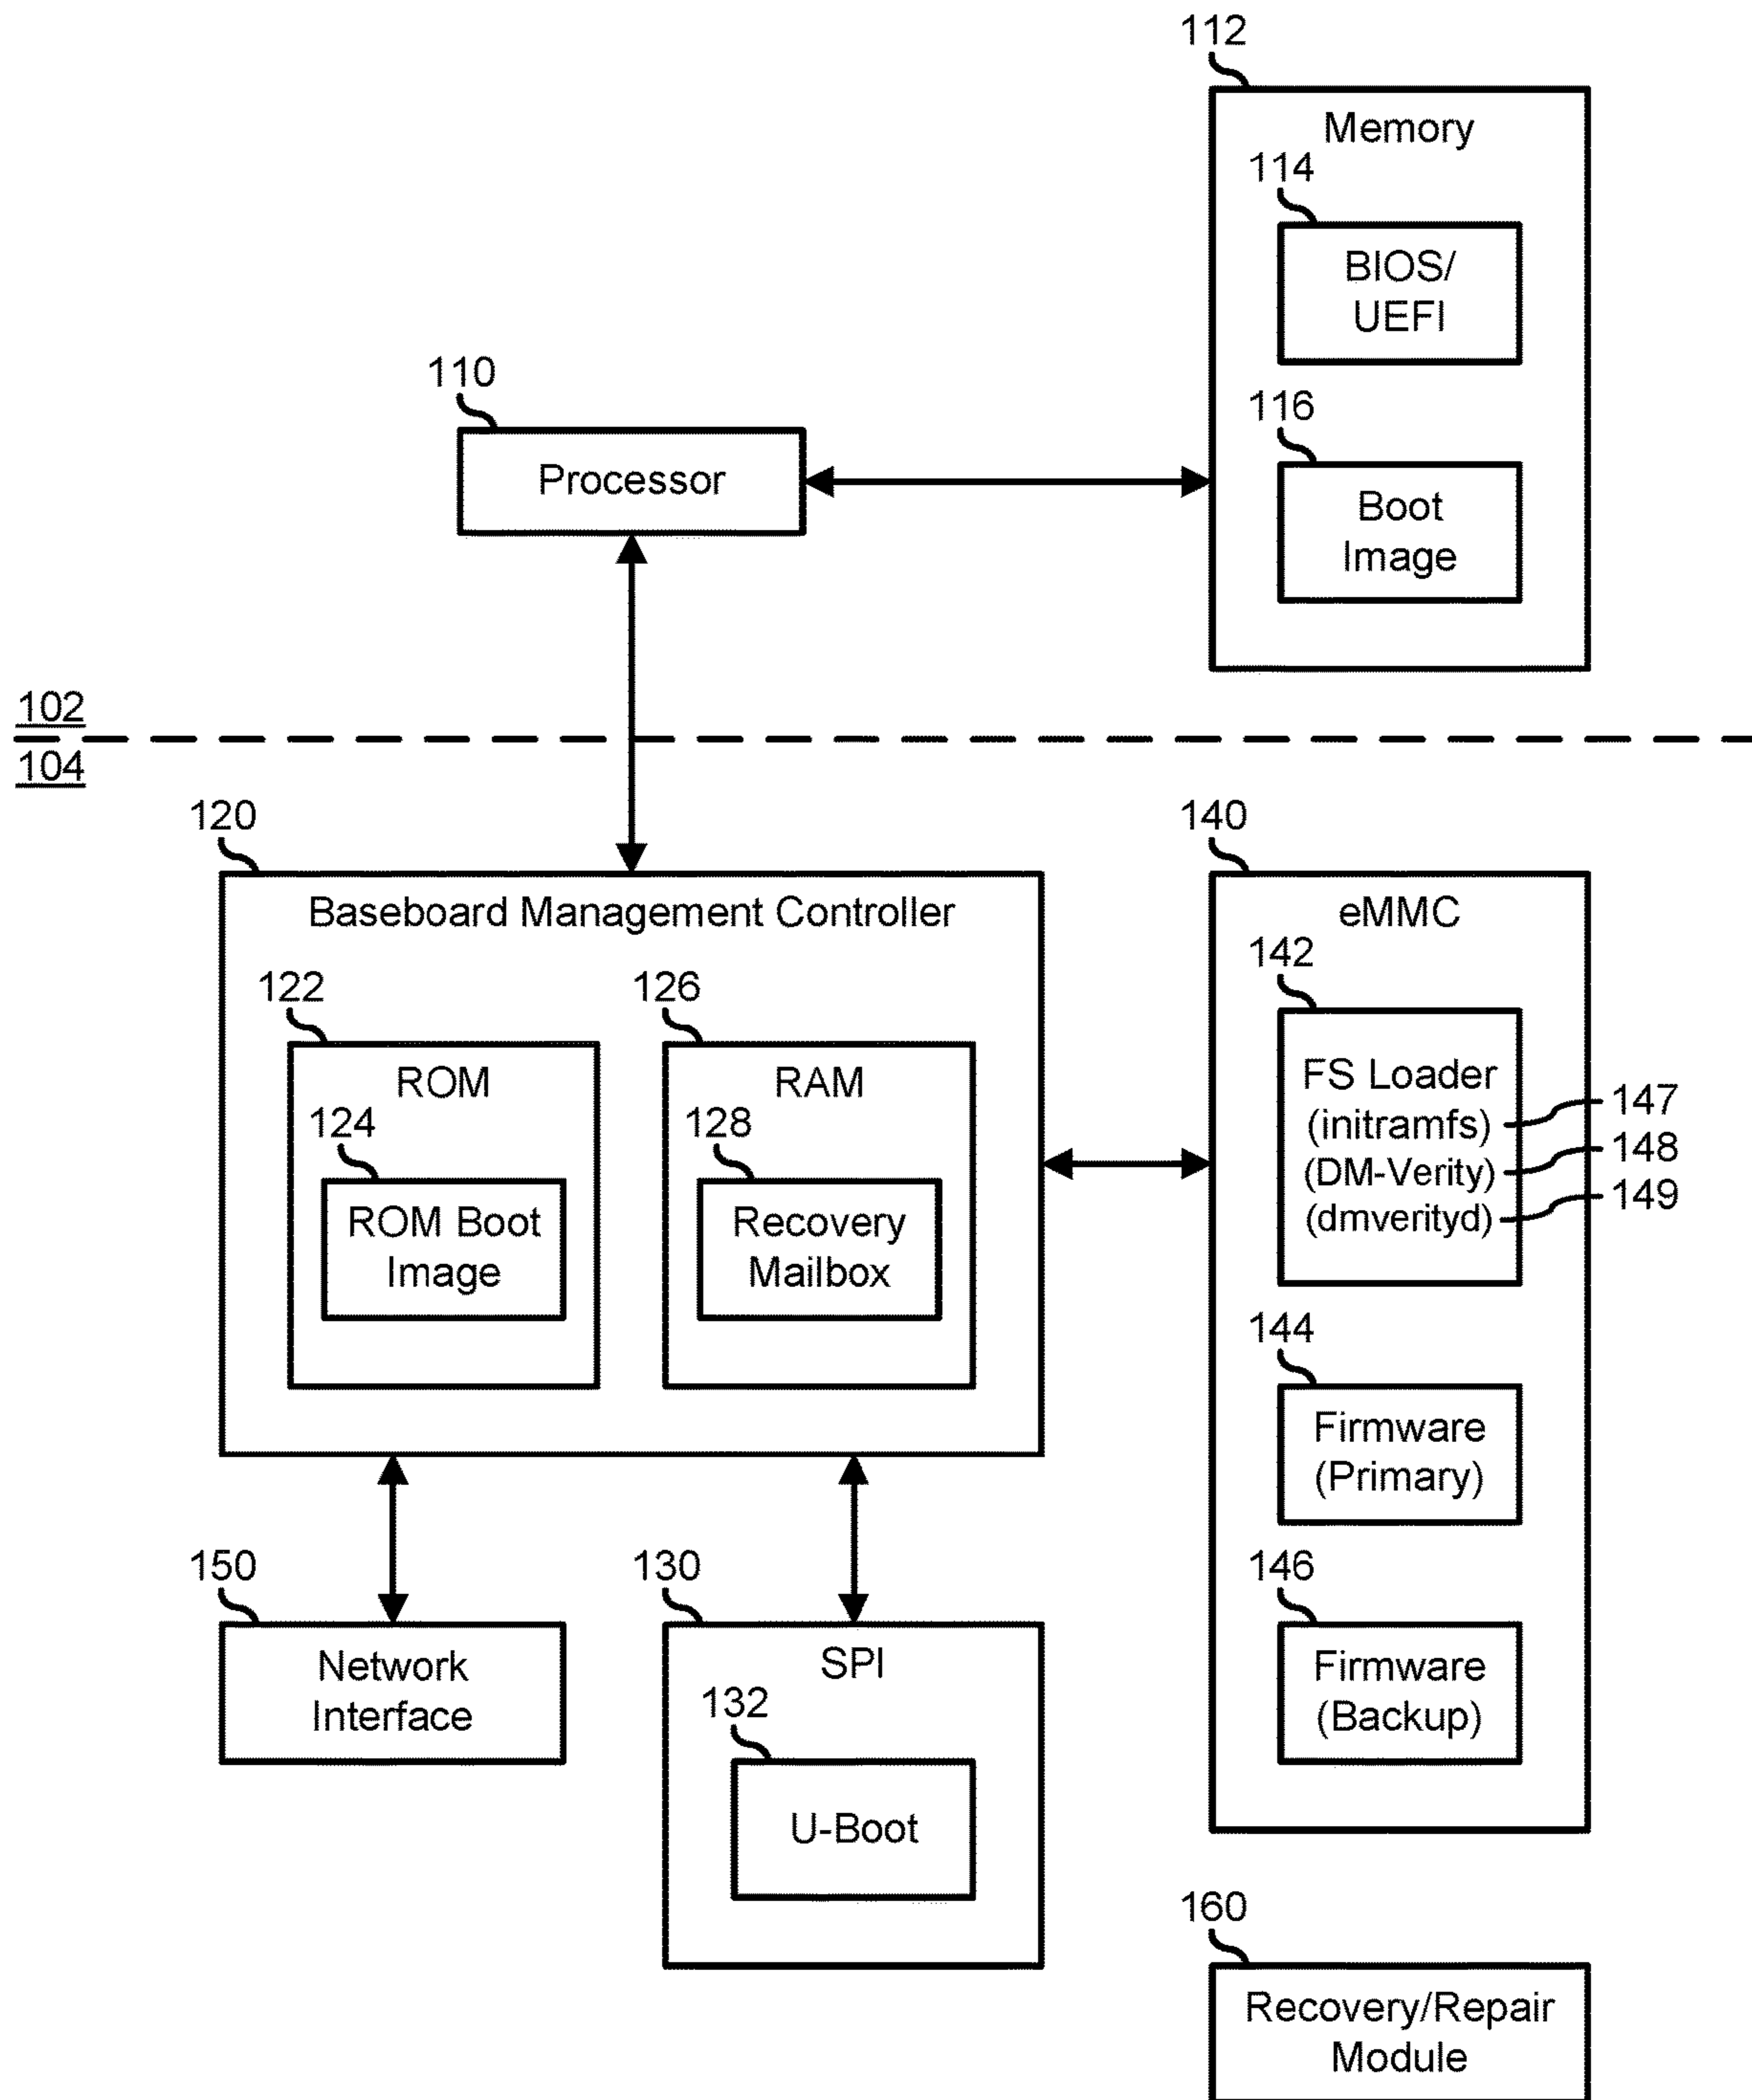 112
Memory
114
BIOS/
UEFI
110
116
Processor
Boot
Image
102
104
120
140
Baseboard Management Controller
eMMC
122
126
142
ROM
RAM
FS Loader
(initramfs)
147
124
128
(DM-Verity)
148
(dmverityd)
149
ROM Boot
Image
Recovery
Mailbox
144
Firmware
(Primary)
150
130
146
Network
Interface
SPI
Firmware
(Backup)
132
U-Boot
160
Recovery/Repair
Module